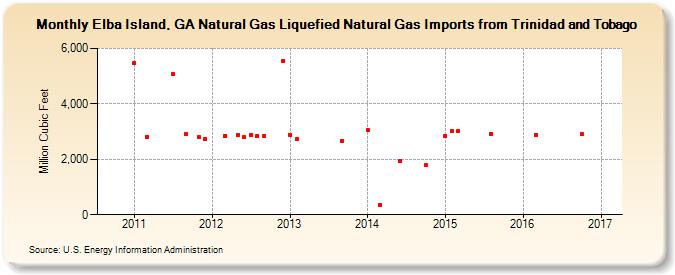 Monthly Elba Island, GA Natural Gas Liquefied Natural Gas Imports from Trinidad and Tobago
Million Cubic Feet
6,000
4,000
2,000
0
2011 2012 2013 2014 2015 2016 2017
Source: U.S. Energy Information Administration